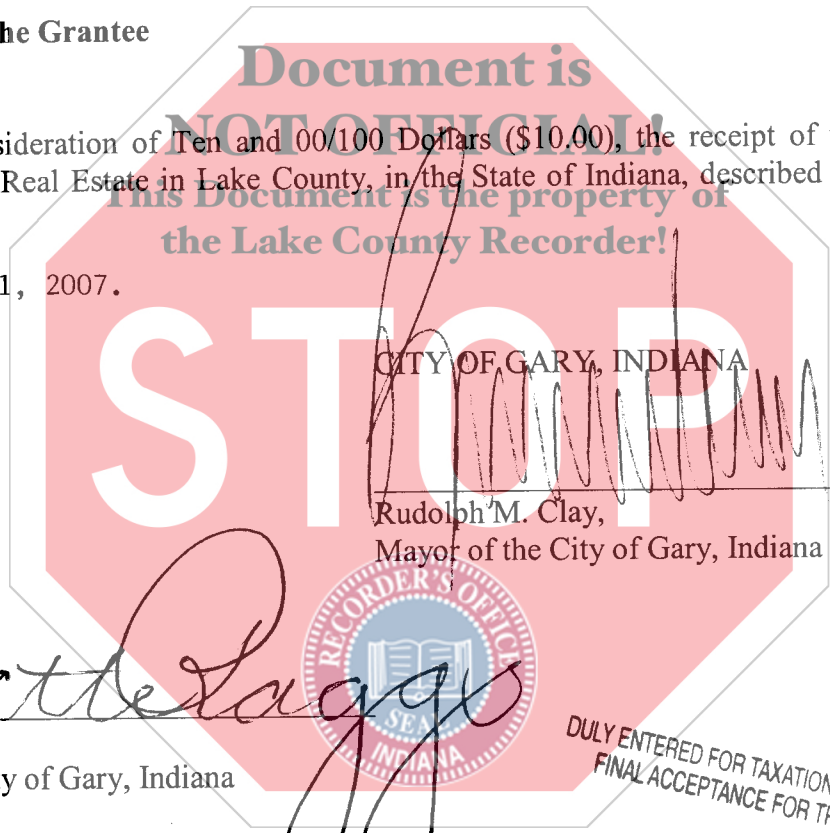 he Grantee
Document is
NOT OFFICIAL!
sideration of Ten and 00/100 Dollars ($10.00), the receipt of
Real Estate in Lake County, in the State of Indiana, described
This Document is the property of
the Lake County Recorder!
1, 2007.
STOP
CITY OF GARY, INDIANA
Rudolph M. Clay,
Mayor of the City of Gary, Indiana
RECORDER'S OFFICE
SEAL
INDIANA
y of Gary, Indiana
DULY ENTERED FOR TAXATION
FINAL ACCEPTANCE FOR